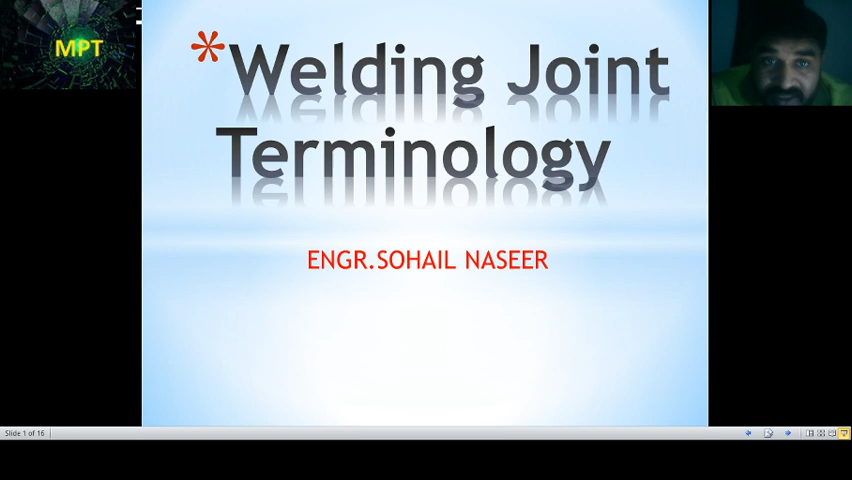 MPT
*Welding Joint
Terminology
ENGR.SOHAIL NASEER
Slide 1 of 16